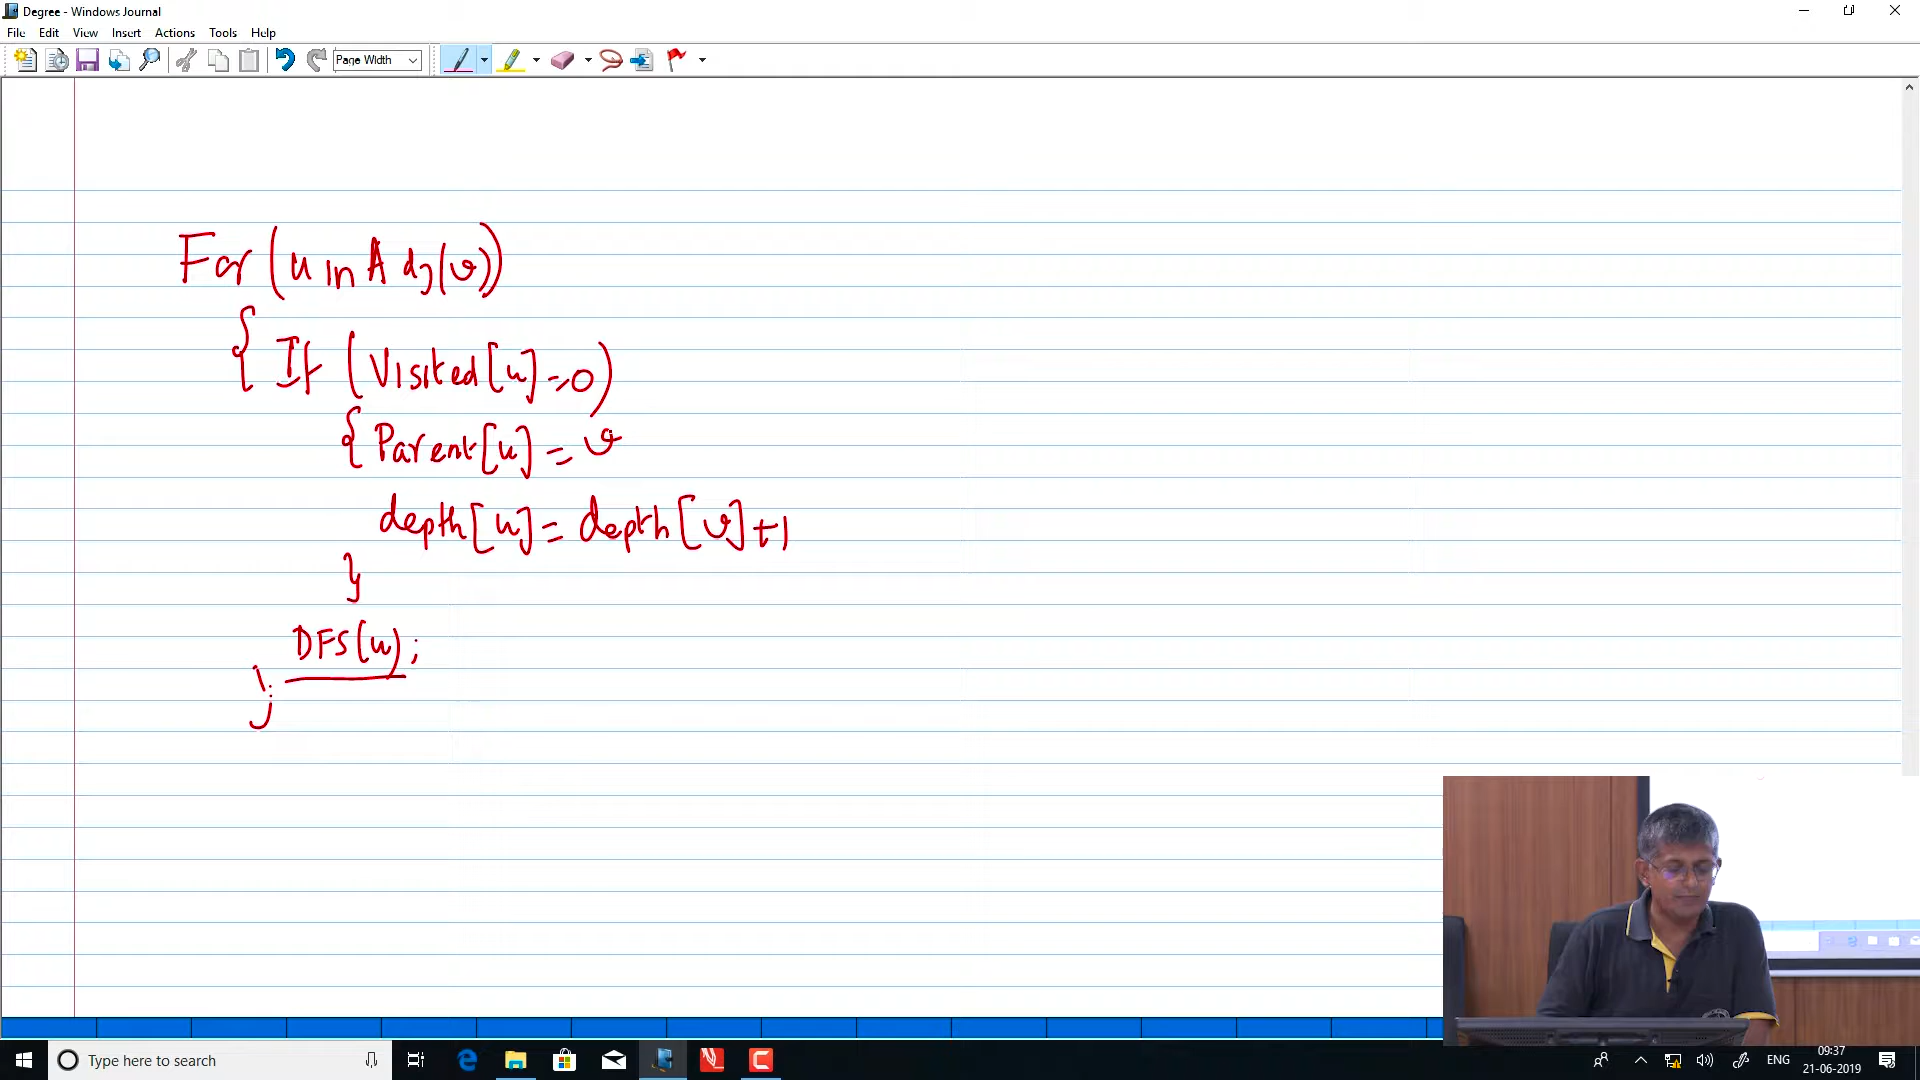 Degree - Windows Journal
File Edit View Insert Actions Tools Help
Page Width
For (u in Adj(v))
{ If (Visited[u]=0)
{ Parent[u] = v
depth[u] = depth[v]+1
}
DFS(u);
};
Type here to search
ENG
09:37
21-06-2019